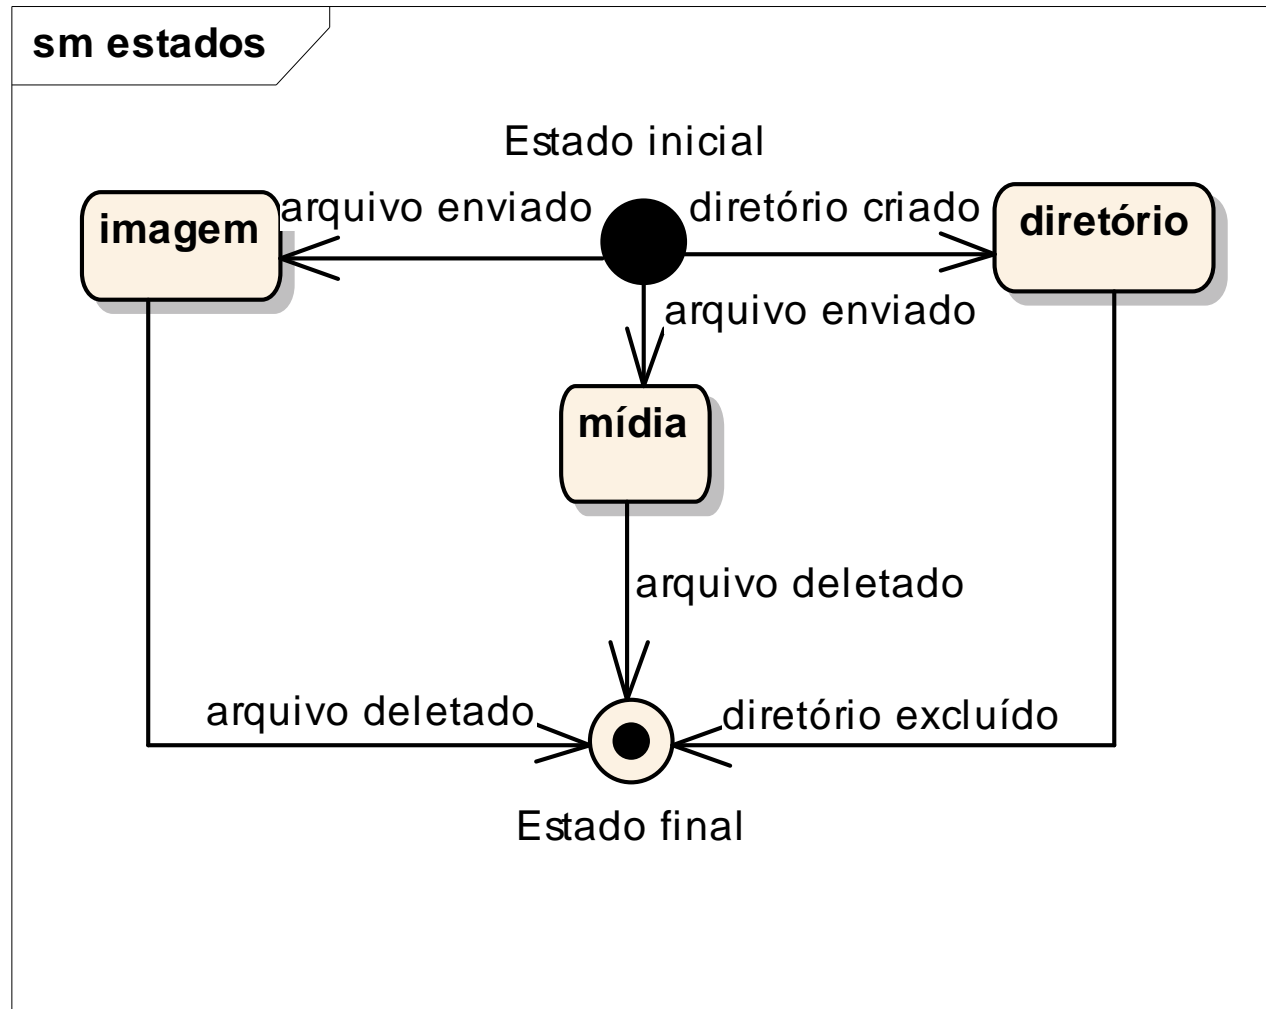 sm estados
Estado inicial
imagem
arquivo enviado
diretório criado
diretório
arquivo enviado
mídia
arquivo deletado
arquivo deletado
diretório excluído
Estado final